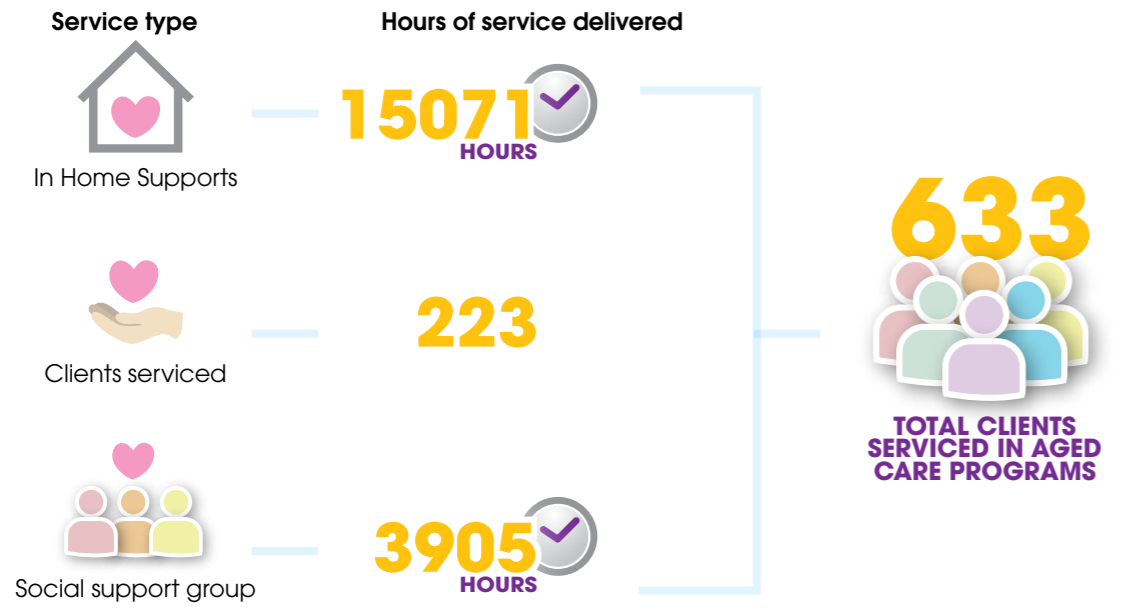 Service type
Hours of service delivered
15071
HOURS
In Home Supports
223
Clients serviced
3905
HOURS
Social support group
633
TOTAL CLIENTS
SERVICED IN AGED
CARE PROGRAMS